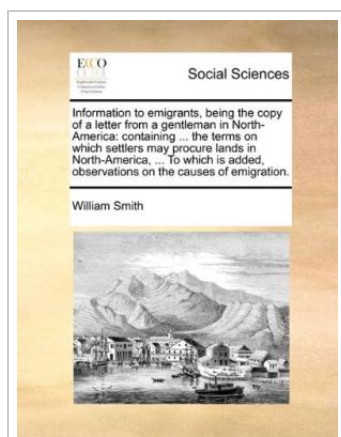 ECCO
Social Sciences
Information to emigrants, being the copy
of a letter from a gentleman in North-
America: containing ... the terms on
which settlers may procure lands in
North-America, ... To which is added,
observations on the causes of emigration.
William Smith